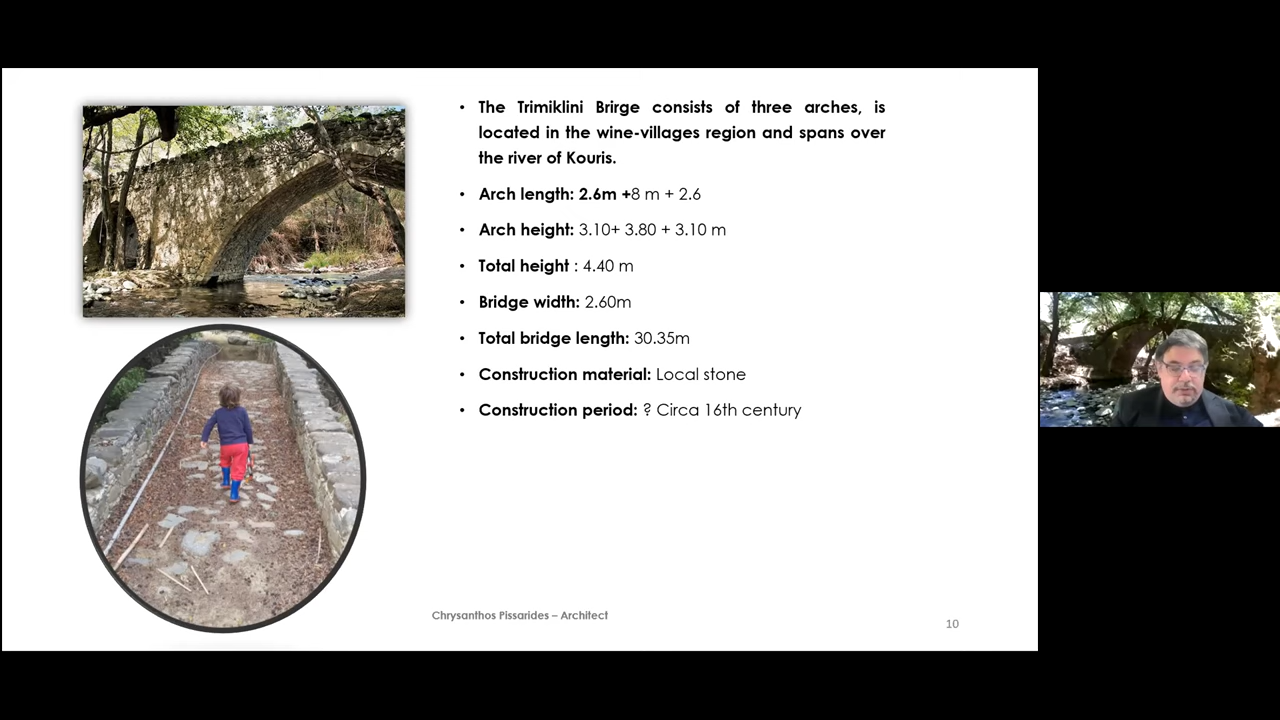 • The Trimiklini Brirge consists of three arches, is
located in the wine-villages region and spans over
the river of Kouris.
• Arch length: 2.6m +8 m + 2.6
• Arch height: 3.10+ 3.80 + 3.10 m
• Total height : 4.40 m
• Bridge width: 2.60m
• Total bridge length: 30.35m
• Construction material: Local stone
• Construction period: ? Circa 16th century
Chrysanthos Pissarides – Architect
10